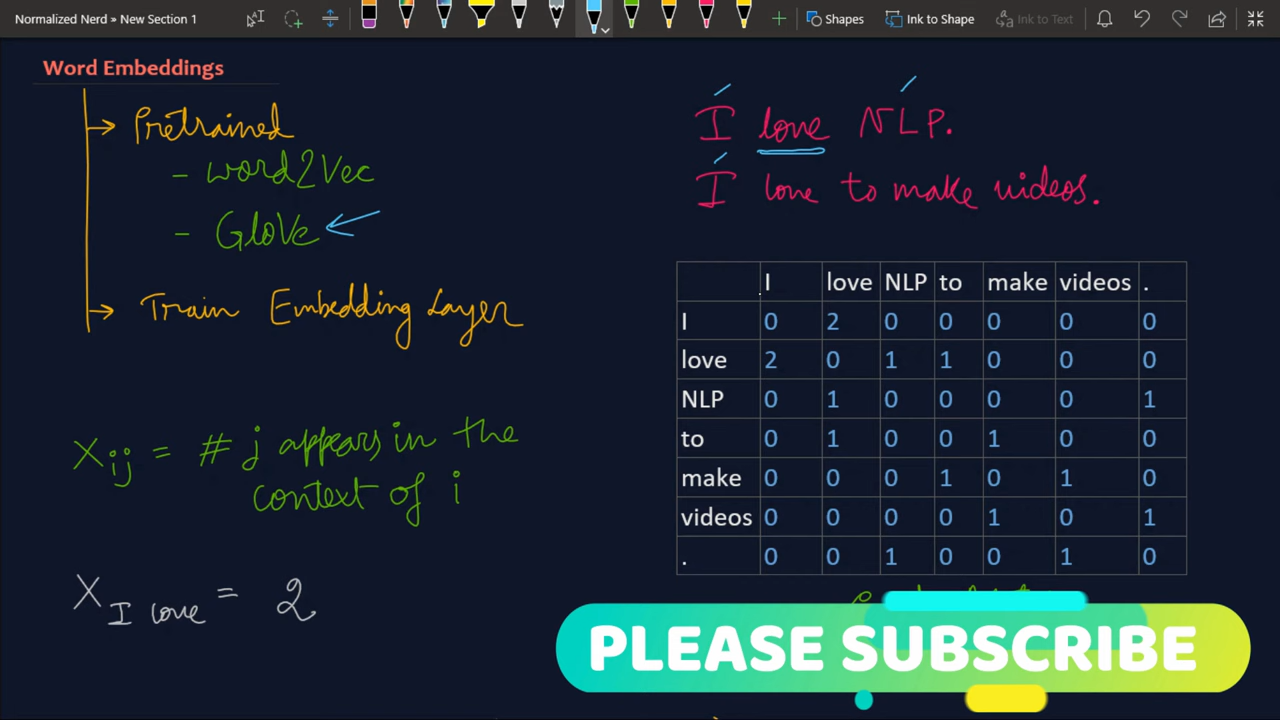 Normalized Nerd » New Section 1
Shapes
Ink to Shape
Ink to Text
Word Embeddings
Pretrained
- word2Vec
- GloVe
Train Embedding Layer
Xij = # j appears in the
context of i
X I love = 2
I love NLP.
I love to make videos.
I love NLP to make videos .
I 0 2 0 0 0 0 0
love 2 0 1 1 0 0 0
NLP 0 1 0 0 0 0 1
to 0 1 0 0 1 0 0
make 0 0 0 1 0 1 0
videos 0 0 0 0 1 0 1
. 0 0 1 0 0 1 0
PLEASE SUBSCRIBE